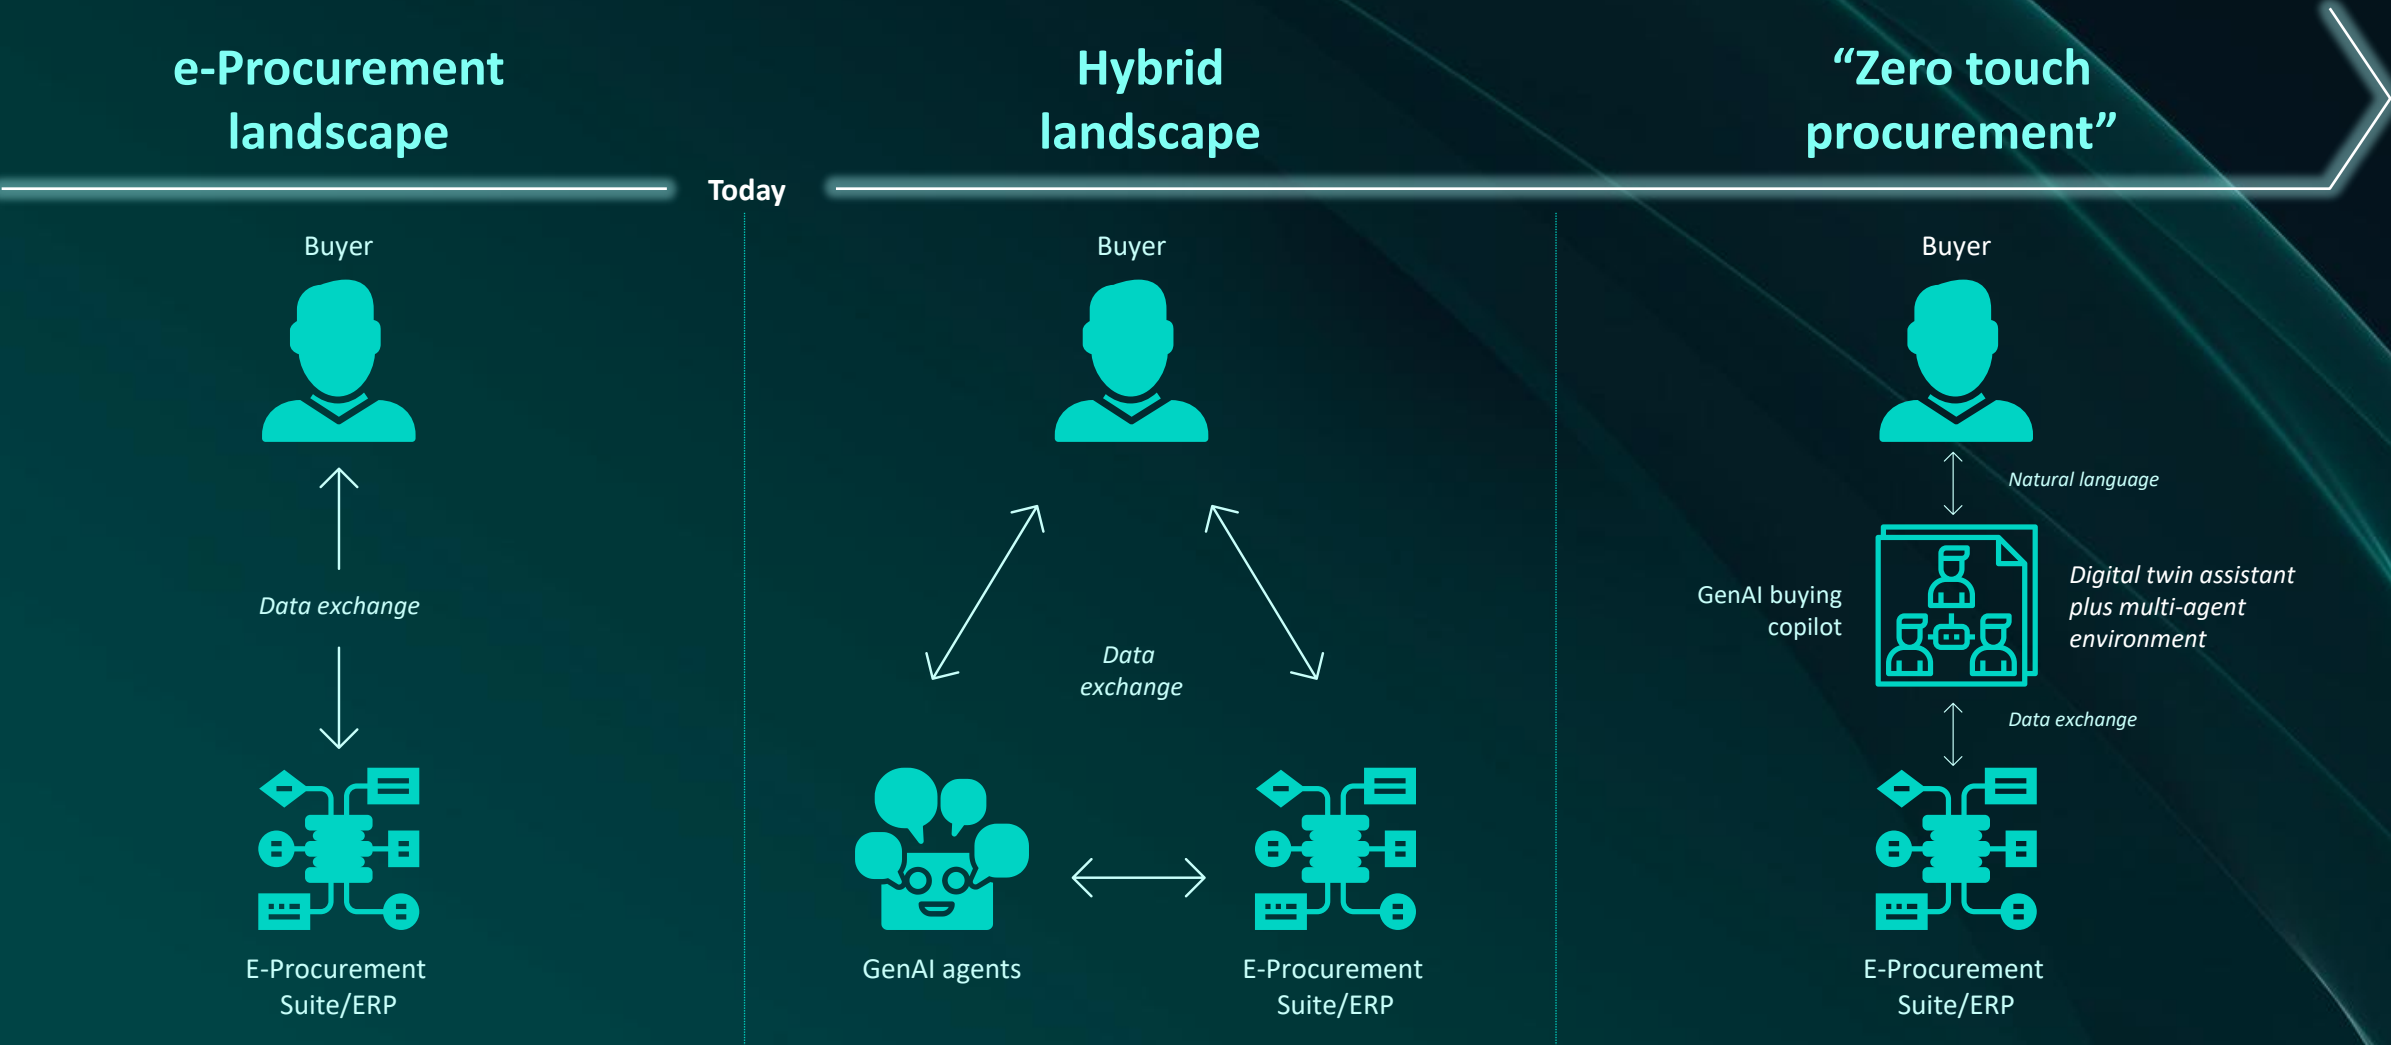 e-Procurement
landscape
Hybrid
landscape
“Zero touch
procurement”
Today
Buyer
Data exchange
E-Procurement
Suite/ERP
Buyer
Data
exchange
GenAI agents
E-Procurement
Suite/ERP
Buyer
Natural language
GenAI buying
copilot
Digital twin assistant
plus multi-agent
environment
Data exchange
E-Procurement
Suite/ERP